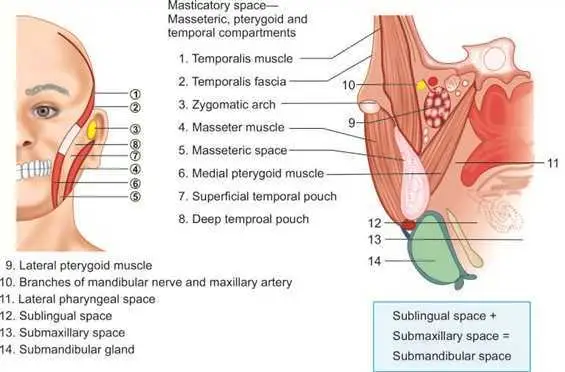 Masticatory space—
Masseteric, pterygoid and
temporal compartments
1. Temporalis muscle
2. Temporalis fascia
3. Zygomatic arch
4. Masseter muscle
5. Masseteric space
6. Medial pterygoid muscle
7. Superficial temporal pouch
8. Deep temproal pouch
1
2
3
8
7
4
6
5
10
9
11
12
13
14
9. Lateral pterygoid muscle
10. Branches of mandibular nerve and maxillary artery
11. Lateral pharyngeal space
12. Sublingual space
13. Submaxillary space
14. Submandibular gland
Sublingual space +
Submaxillary space =
Submandibular space